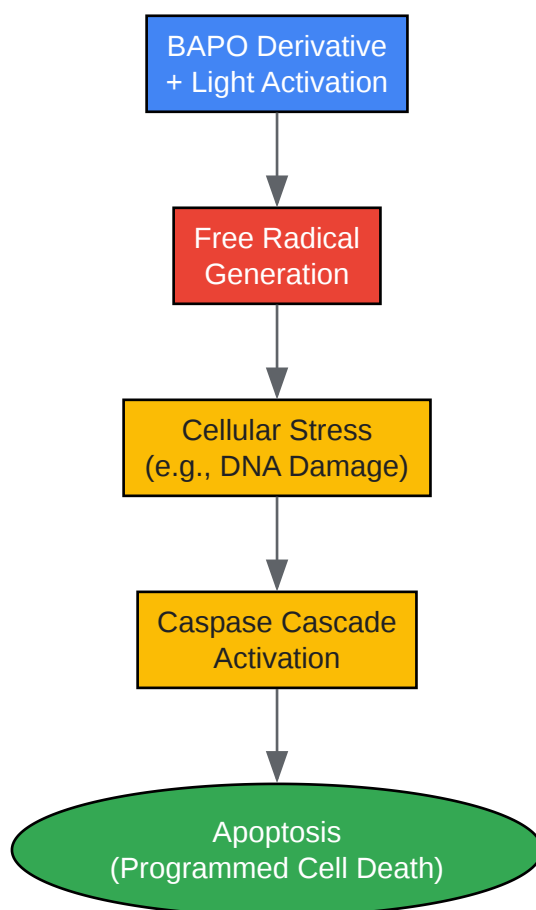 BAPO Derivative
+ Light Activation
Free Radical
Generation
Cellular Stress
(e.g., DNA Damage)
Caspase Cascade
Activation
Apoptosis
(Programmed Cell Death)